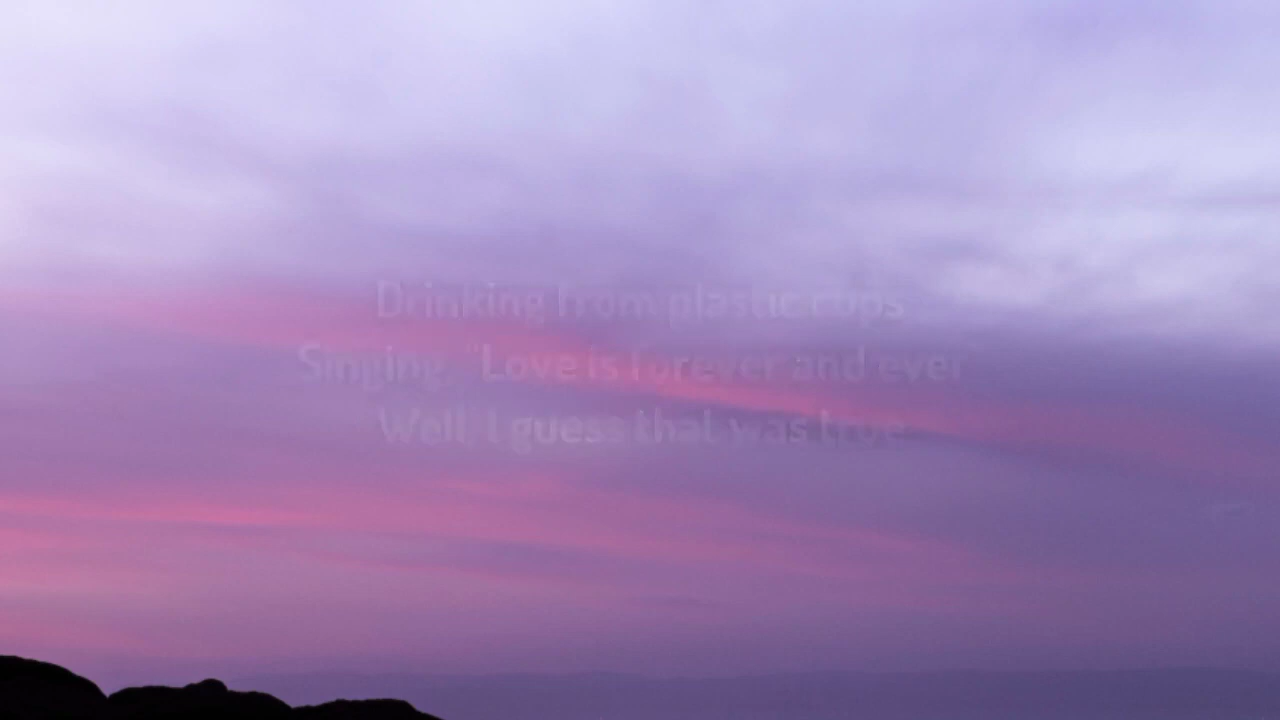 Drinking from plastic cups
Singing, "Love is forever and ever
Well, I guess that was true